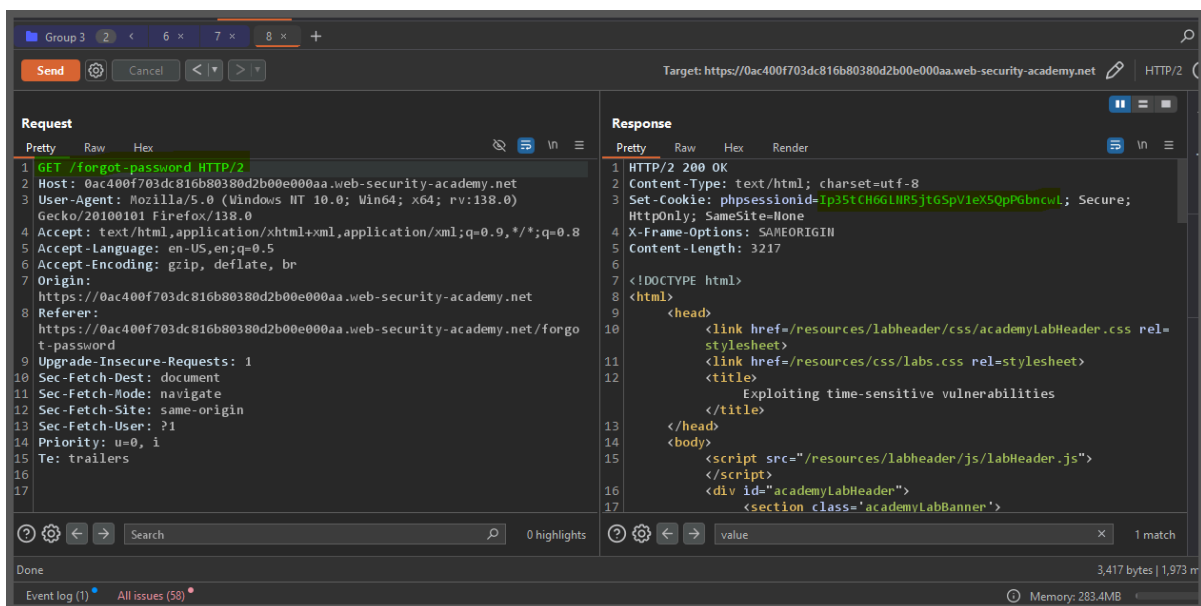 Group 3 2 < 6 × 7 × 8 × +
Send Cancel < >
Target: https://0ac400f703dc816b80380d2b00e000aa.web-security-academy.net HTTP/2
Request
Pretty Raw Hex
\n
1 GET /forgot-password HTTP/2
2 Host: 0ac400f703dc816b80380d2b00e000aa.web-security-academy.net
3 User-Agent: Mozilla/5.0 (Windows NT 10.0; Win64; x64; rv:138.0)
Gecko/20100101 Firefox/138.0
4 Accept: text/html,application/xhtml+xml,application/xml;q=0.9,*/*;q=0.8
5 Accept-Language: en-US,en;q=0.5
6 Accept-Encoding: gzip, deflate, br
7 Origin:
https://0ac400f703dc816b80380d2b00e000aa.web-security-academy.net
8 Referer:
https://0ac400f703dc816b80380d2b00e000aa.web-security-academy.net/forgo
t-password
9 Upgrade-Insecure-Requests: 1
10 Sec-Fetch-Dest: document
11 Sec-Fetch-Mode: navigate
12 Sec-Fetch-Site: same-origin
13 Sec-Fetch-User: ?1
14 Priority: u=0, i
15 Te: trailers
16
17
Search 0 highlights
Response
Pretty Raw Hex Render
\n
1 HTTP/2 200 OK
2 Content-Type: text/html; charset=utf-8
3 Set-Cookie: phpsessionid=Ip35tCH6GLNR5jtGSpV1eX5QpPGbncwL; Secure;
HttpOnly; SameSite=None
4 X-Frame-Options: SAMEORIGIN
5 Content-Length: 3217
6
7 <!DOCTYPE html>
8 <html>
9 <head>
10 <link href=/resources/labheader/css/academyLabHeader.css rel=
stylesheet>
11 <link href=/resources/css/labs.css rel=stylesheet>
12 <title>
Exploiting time-sensitive vulnerabilities
</title>
13 </head>
14 <body>
15 <script src="/resources/labheader/js/labHeader.js">
</script>
16 <div id="academyLabHeader">
17 <section class='academyLabBanner'>
value × 1 match
Done
3,417 bytes | 1,973 m
Event log (1) All issues (58)
Memory: 283.4MB